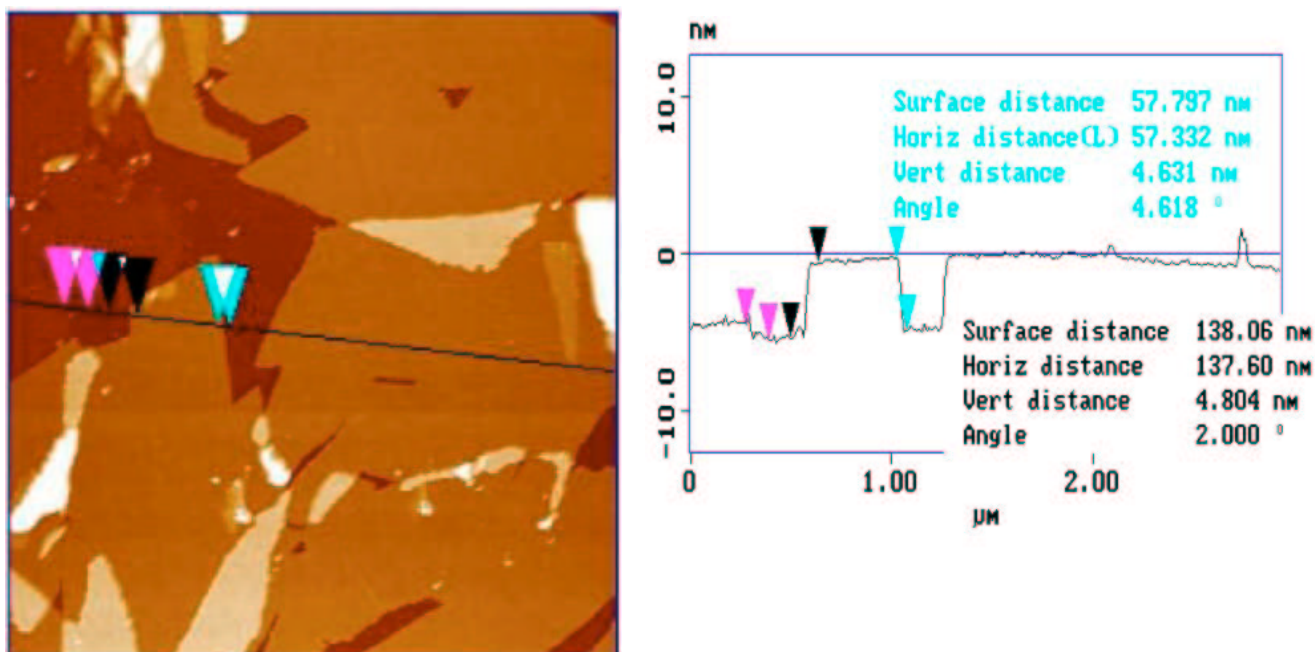 nm
10.0
0
-10.0
Surface distance 57.797 nm
Horiz distance(L) 57.332 nm
Vert distance 4.631 nm
Angle 4.618 °
Surface distance 138.06 nm
Horiz distance 137.60 nm
Vert distance 4.804 nm
Angle 2.000 °
0 1.00 2.00
μm